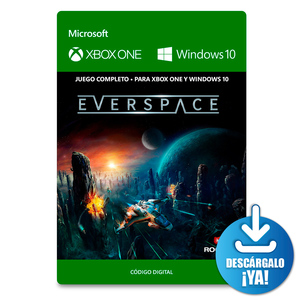 Microsoft
XBOX ONE Windows 10
JUEGO COMPLETO • PARA XBOX ONE Y WINDOWS 10
EVERSPACE
CÓDIGO DIGITAL
DESCÁRGALO
¡YA!